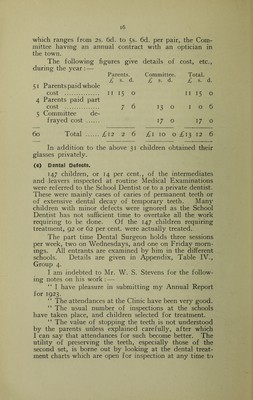 16
which ranges from 2s. 6d. to 5s. 6d. per pair, the Com-
mittee having an annual contract with an optician in
the town.
The following figures give details of cost, etc.,
during the year:—
Parents. Committee. Total.
£ s. d. £ s. d. £ s. d.
51 Parents paid whole
cost ............... 11 15 0 11 15 0
4 Parents paid part
cost ............... 7 6 13 0 1 0 6
5 Committee de-
frayed cost ...... 17 0 17 0
60 Total ...... £12 2 6 £1 10 0 £13 12 6
In addition to the above 31 children obtained their
glasses privately.
(e) Dental Defects.
147 children, or 14 per cent., of the intermediates
and leavers inspected at routine Medical Examinations
were referred to the School Dentist or to a private dentist.
These were mainly cases of caries of permanent teeth or
of extensive dental decay of temporary teeth. Many
children with minor defects were ignored as the School
Dentist has not sufficient time to overtake all the work
requiring to be done. Of the 147 children requiring
treatment, 92 or 62 per cent. were actually treated.
The part time Dental Surgeon holds three sessions
per week, two on Wednesdays, and one on Friday morn-
ings. All entrants are examined by him in the different
schools. Details are given in Appendix, Table IV.,
Group 4.
I am indebted to Mr. W. S. Stevens for the follow-
ing notes on his work:—
" I have pleasure in submitting my Annual Report
for 1923.
" The attendances at the Clinic have been very good.
" The usual number of inspections at the schools
have taken place, and children selected for treatment.
" The value of stopping the teeth is not understood
by the parents unless explained carefully, after which
I can say that attendances for such become better. The
utility of preserving the teeth, especially those of the
second set, is borne out by looking at the dental treat-
ment charts which are open for inspection at any time to